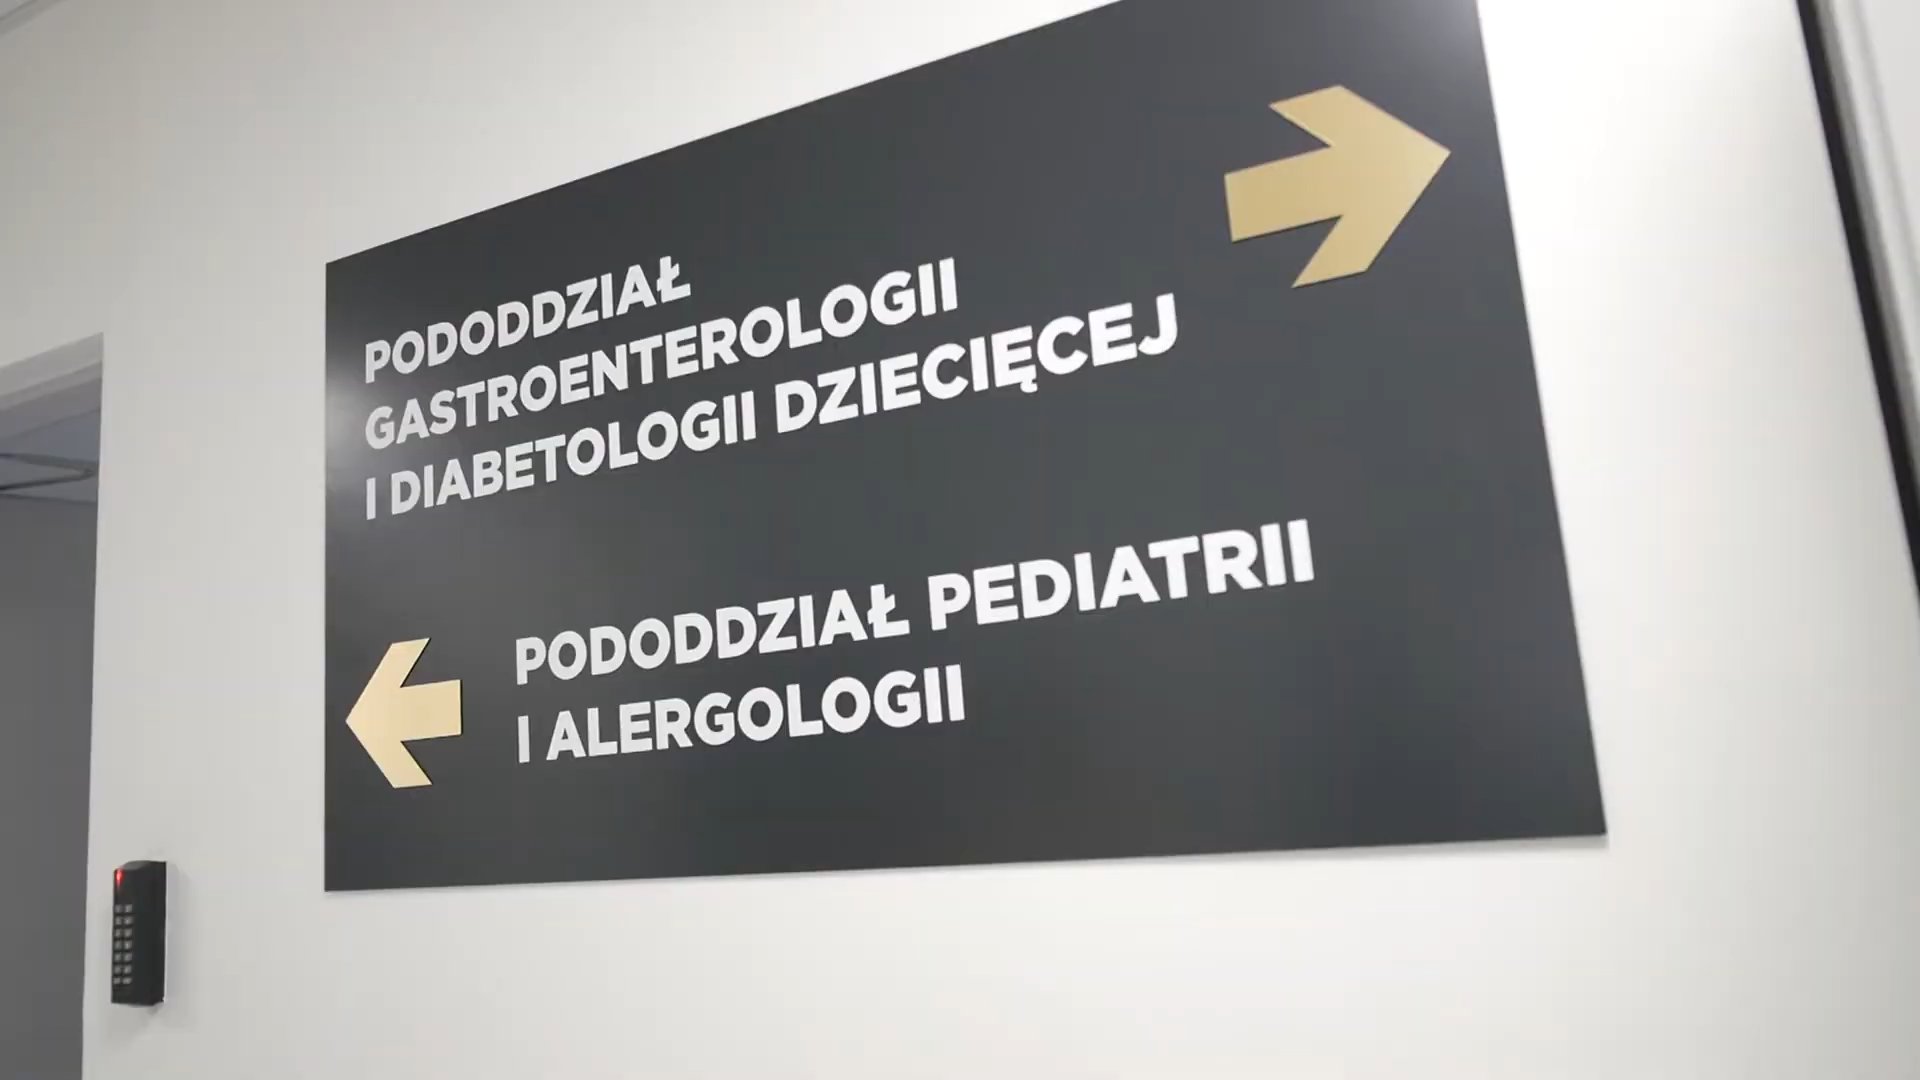 PODODDZIAŁ
GASTROENTEROLOGII
I DIABETOLOGII DZIECIĘCEJ
PODODDZIAŁ PEDIATRII
I ALERGOLOGII